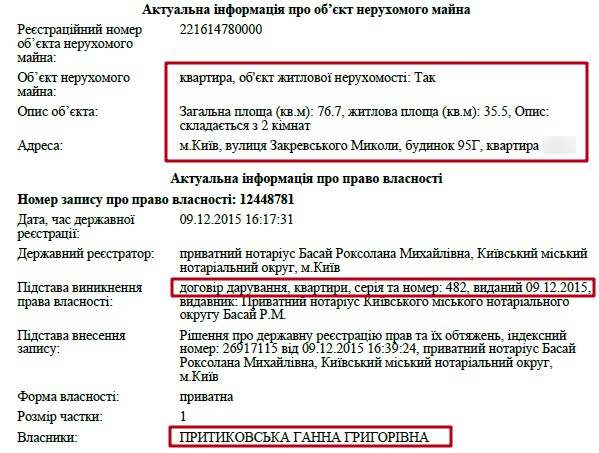 Актуальна інформація про об’єкт нерухомого майна
Реєстраційний номер 221614780000
об’єкта нерухомого
майна:
Об’єкт нерухомого квартира, об'єкт житлової нерухомості: Так
майна:
Опис об’єкта: Загальна площа (кв.м): 76.7, житлова площа (кв.м): 35.5, Опис:
складається з 2 кімнат
Адреса: м.Київ, вулиця Закревського Миколи, будинок 95Г, квартира
Актуальна інформація про право власності
Номер запису про право власності: 12448781
Дата, час державної 09.12.2015 16:17:31
реєстрації:
Державний реєстратор: приватний нотаріус Басай Роксолана Михайлівна, Київський міський
нотаріальний округ, м.Київ
Підстава виникнення договір дарування, квартири, серія та номер: 482, виданий 09.12.2015,
права власності: видавник: Приватний нотаріус Київського міського нотаріального
округу Басай Р.М.
Підстава внесення Рішення про державну реєстрацію прав та їх обтяжень, індексний
запису: номер: 26917115 від 09.12.2015 16:39:24, приватний нотаріус Басай
Роксолана Михайлівна, Київський міський нотаріальний округ,
м.Київ
Форма власності: приватна
Розмір частки: 1
Власники: ПРИТИКОВСЬКА ГАННА ГРИГОРІВНА